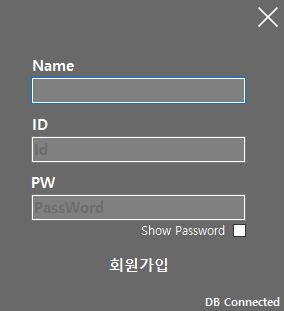 Name
ID
Id
PW
PassWord
Show Password
회원가입
DB Connected